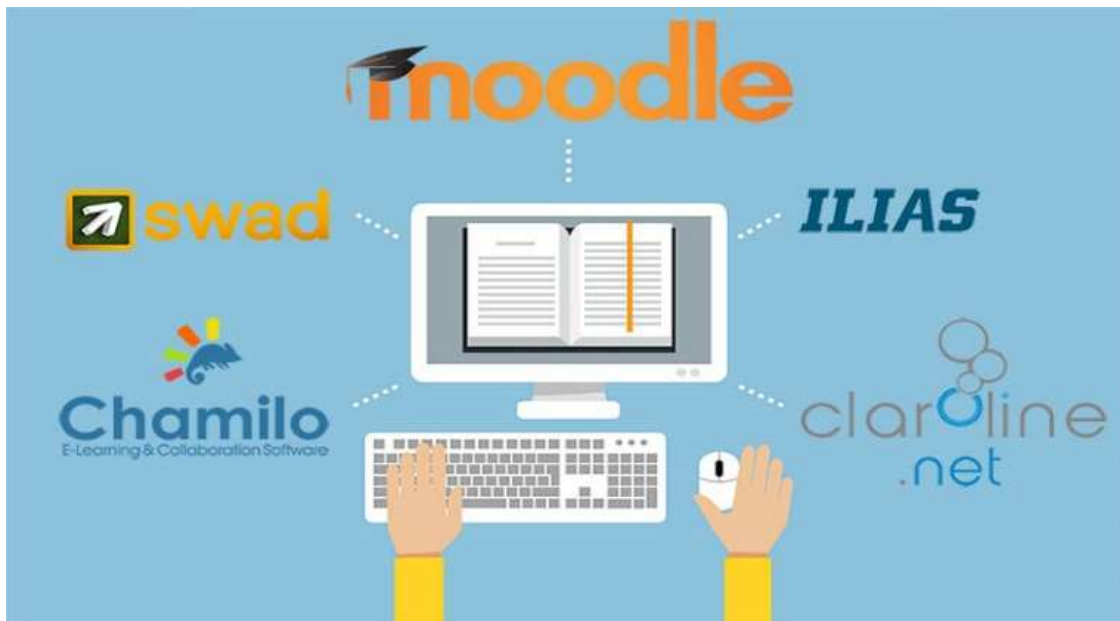 moodle
swad
ILIAS
Chamilo
E-Learning & Collaboration Software
claroline
.net